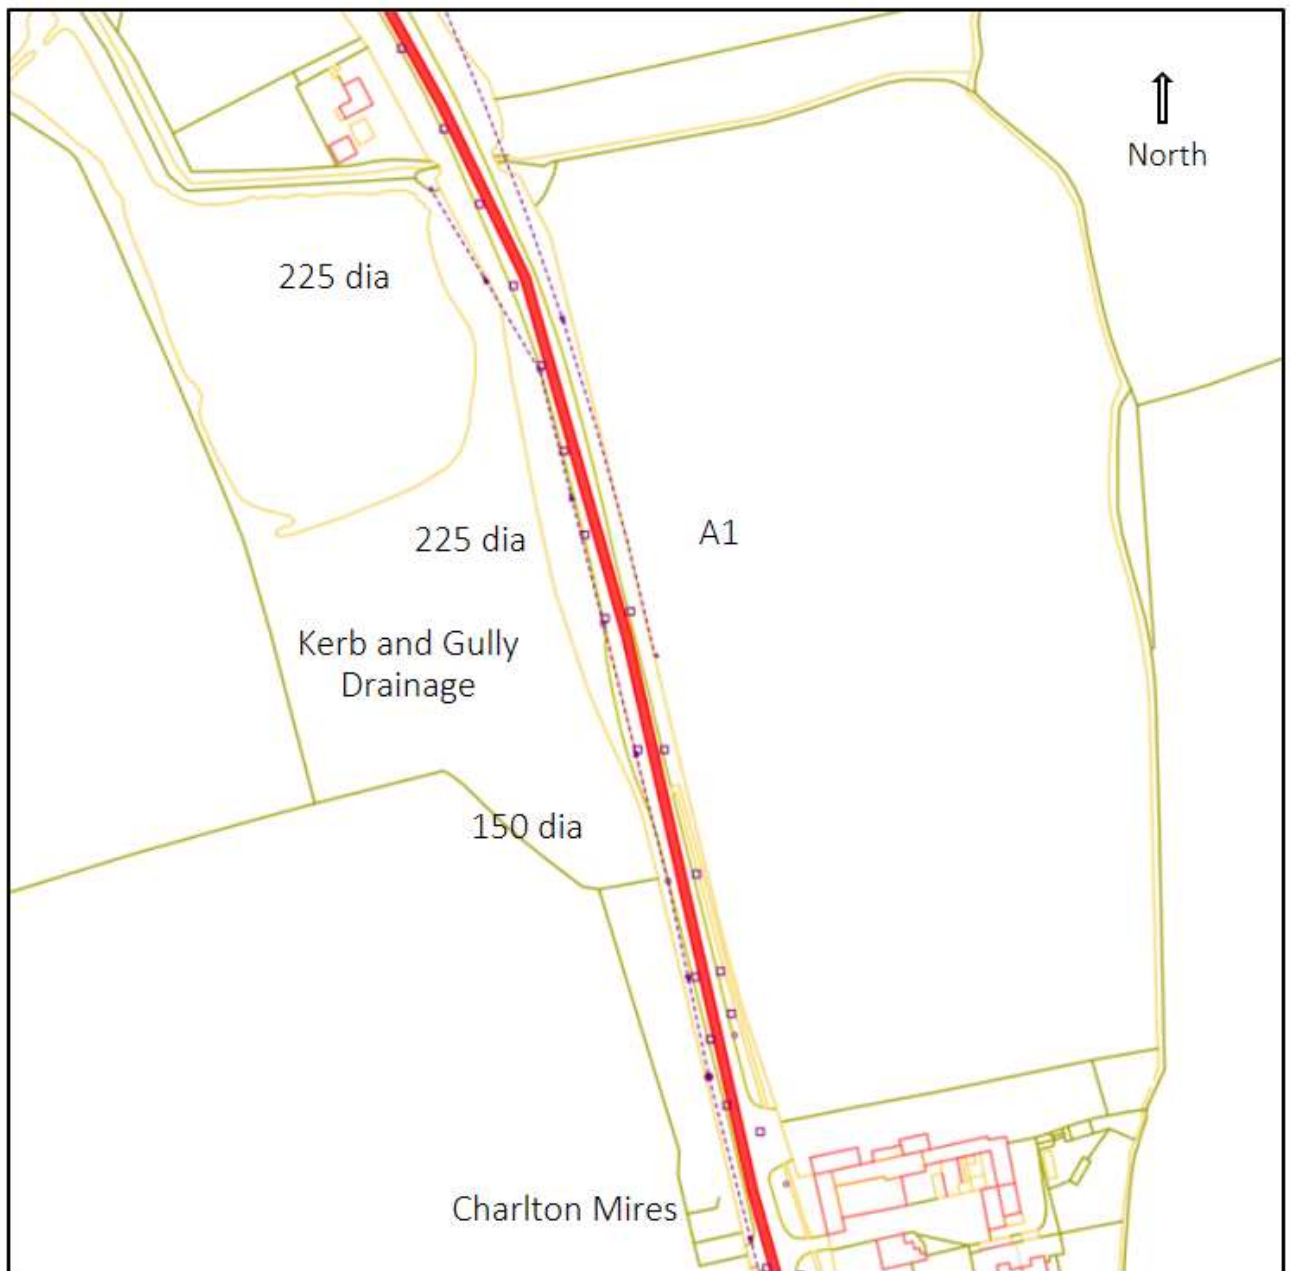 North
225 dia
225 dia
A1
Kerb and Gully
Drainage
150 dia
Charlton Mires